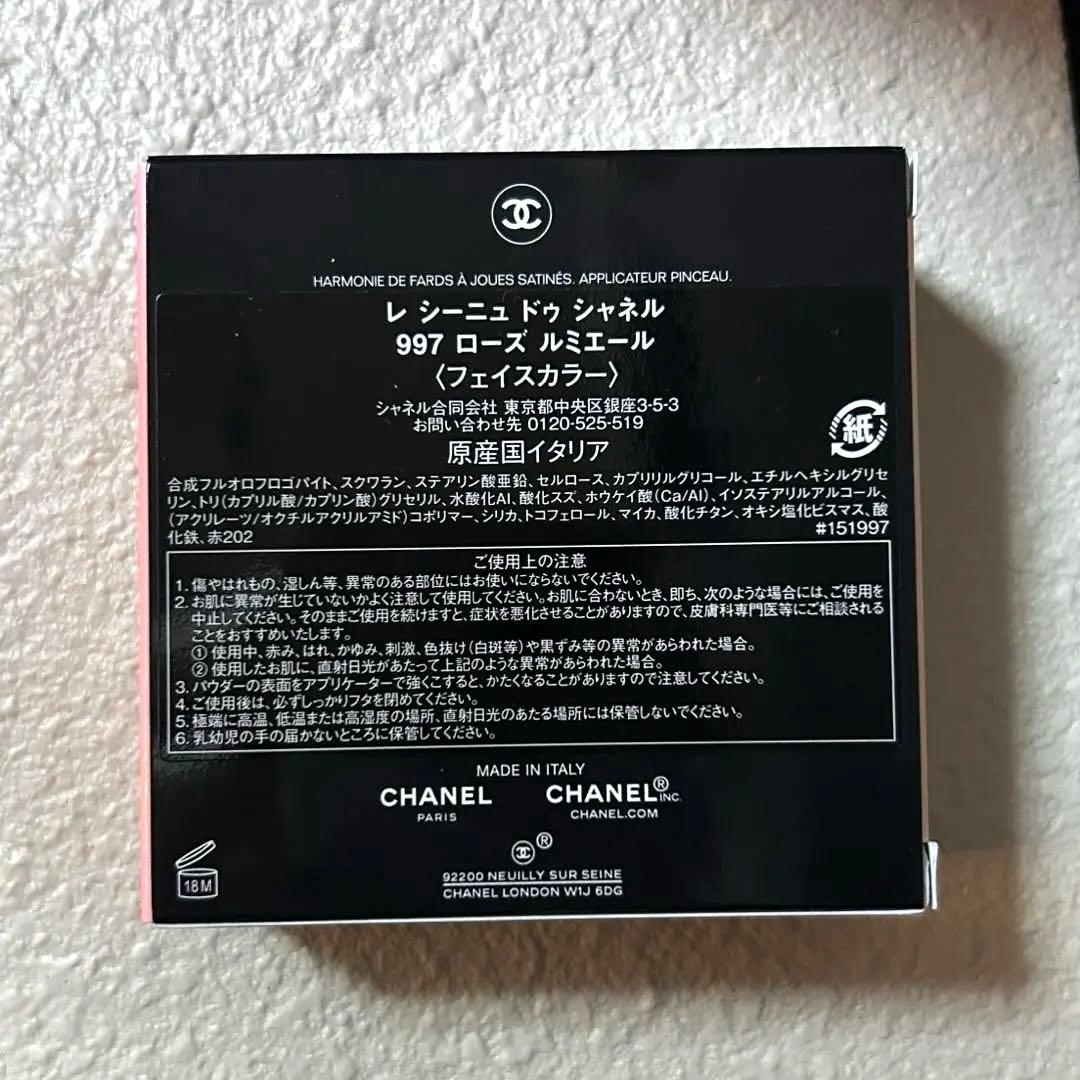 HARMONIE DE FARDS À JOUES SATINÉS. APPLICATEUR PINCEAU.
レ シーニュ ドゥ シャネル
997 ローズ ルミエール
〈フェイスカラー〉
シャネル合同会社 東京都中央区銀座3-5-3
お問い合わせ先 0120-525-519
原産国イタリア
紙
合成フルオロフロゴパイト、スクワラン、ステアリン酸亜鉛、セルロース、カプリリルグリコール、エチルヘキシルグリセ
リン、トリ(カプリル酸/カプリン酸)グリセリル、水酸化Al、酸化スズ、ホウケイ酸(Ca/Al)、イソステアリルアルコール、
(アクリレーツ/オクチルアクリルアミド)コポリマー、シリカ、トコフェロール、マイカ、酸化チタン、オキシ塩化ビスマス、酸
化鉄、赤202
#151997
ご使用上の注意
1. 傷やはれもの、湿しん等、異常のある部位にはお使いにならないでください。
2. お肌に異常が生じていないかよく注意して使用してください。お肌に合わないとき、即ち、次のような場合には、ご使用を
中止してください。そのままご使用を続けますと、症状を悪化させることがありますので、皮膚科専門医等にご相談される
ことをおすすめいたします。
① 使用中、赤み、はれ、かゆみ、刺激、色抜け(白斑等)や黒ずみ等の異常があらわれた場合。
② 使用したお肌に、直射日光があたって上記のような異常があらわれた場合。
3. パウダーの表面をアプリケーターで強くこすると、かたくなることがありますので注意してください。
4. ご使用後は、必ずしっかりフタを閉めてください。
5. 極端に高温、低温または高湿度の場所、直射日光のあたる場所には保管しないでください。
6. 乳幼児の手の届かないところに保管してください。
MADE IN ITALY
CHANEL CHANEL® INC.
PARIS CHANEL.COM
®
18 M
92200 NEUILLY SUR SEINE
CHANEL LONDON W1J 6DG